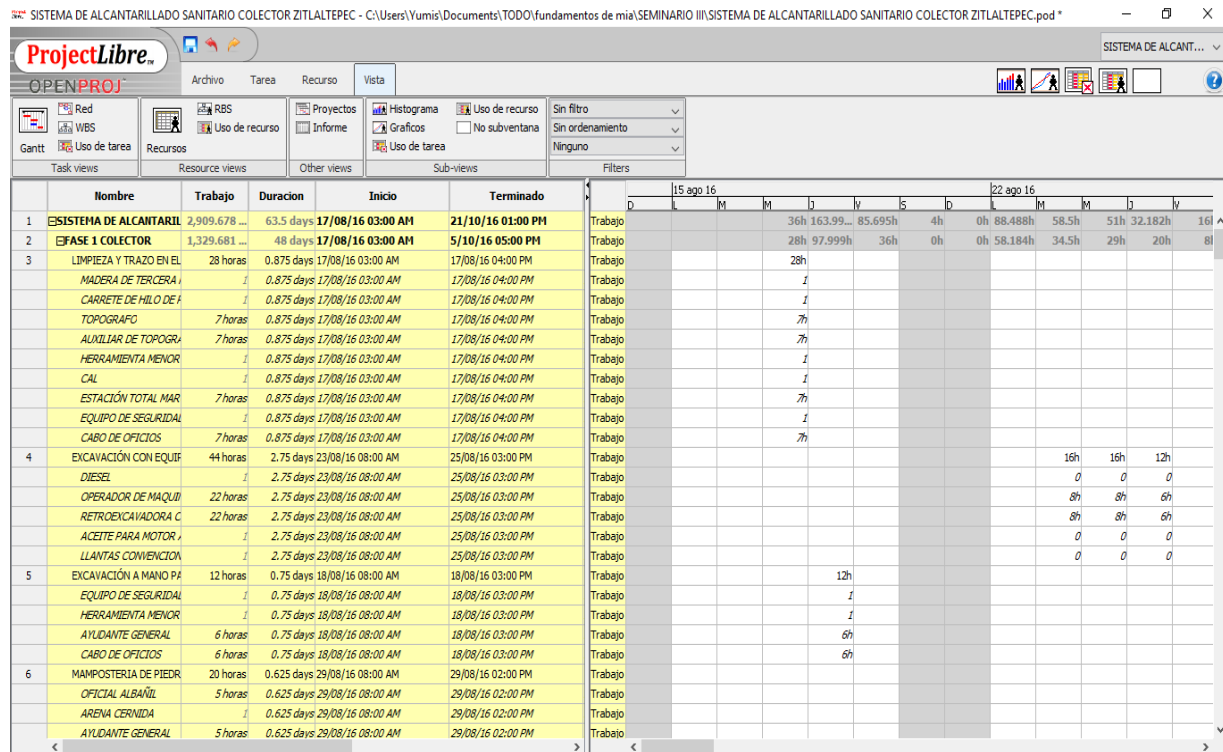 SISTEMA DE ALCANTARILLADO SANITARIO COLECTOR ZITLALTEPEC - C:\Users\Yumis\Documents\TODO\fundamentos de mia\SEMINARIO III\SISTEMA DE ALCANTARILLADO SANITARIO COLECTOR ZITLALTEPEC.pod *
ProjectLibre
OPENPROJ
SISTEMA DE ALCANT...
Archivo Tarea Recurso Vista
Red RBS Proyectos Histograma Uso de recurso Sin filtro
WBS Uso de recurso Informe Graficos No subventana Sin ordenamiento
Gantt Uso de tarea Recursos Uso de tarea Ninguno
Task views Resource views Other views Sub-views Filters
Nombre Trabajo Duracion Inicio Terminado 15 ago 16 22 ago 16
D L M M J V S D L M M J V
1 SISTEMA DE ALCANTARIL 2,909.678 ... 63.5 days 17/08/16 03:00 AM 21/10/16 01:00 PM Trabajo 36h 163.99... 85.695h 4h 0h 88.488h 58.5h 51h 32.182h
2 FASE 1 COLECTOR 1,329.681 ... 48 days 17/08/16 03:00 AM 5/10/16 05:00 PM Trabajo 28h 97.999h 36h 0h 0h 58.184h 34.5h 29h 20h
3 LIMPIEZA Y TRAZO EN EL 28 horas 0.875 days 17/08/16 03:00 AM 17/08/16 04:00 PM Trabajo 28h
MADERA DE TERCERA 1 0.875 days 17/08/16 03:00 AM 17/08/16 04:00 PM Trabajo 1
CARRETE DE HILO DE 1 0.875 days 17/08/16 03:00 AM 17/08/16 04:00 PM Trabajo 1
TOPOGRAFO 7 horas 0.875 days 17/08/16 03:00 AM 17/08/16 04:00 PM Trabajo 7h
AUXILIAR DE TOPOGRA 7 horas 0.875 days 17/08/16 03:00 AM 17/08/16 04:00 PM Trabajo 7h
HERRAMIENTA MENOR 1 0.875 days 17/08/16 03:00 AM 17/08/16 04:00 PM Trabajo 1
CAL 1 0.875 days 17/08/16 03:00 AM 17/08/16 04:00 PM Trabajo 1
ESTACIÓN TOTAL MAR 7 horas 0.875 days 17/08/16 03:00 AM 17/08/16 04:00 PM Trabajo 7h
EQUIPO DE SEGURIDAD 1 0.875 days 17/08/16 03:00 AM 17/08/16 04:00 PM Trabajo 1
CABO DE OFICIOS 7 horas 0.875 days 17/08/16 03:00 AM 17/08/16 04:00 PM Trabajo 7h
4 EXCAVACIÓN CON EQUIP 44 horas 2.75 days 23/08/16 08:00 AM 25/08/16 03:00 PM Trabajo 16h 16h 12h
DIESEL 1 2.75 days 23/08/16 08:00 AM 25/08/16 03:00 PM Trabajo 0 0 0
OPERADOR DE MAQUI 22 horas 2.75 days 23/08/16 08:00 AM 25/08/16 03:00 PM Trabajo 8h 8h 6h
RETROEXCAVADORA C 22 horas 2.75 days 23/08/16 08:00 AM 25/08/16 03:00 PM Trabajo 8h 8h 6h
ACEITE PARA MOTOR 1 2.75 days 23/08/16 08:00 AM 25/08/16 03:00 PM Trabajo 0 0 0
LLANTAS CONVENCION 1 2.75 days 23/08/16 08:00 AM 25/08/16 03:00 PM Trabajo 0 0 0
5 EXCAVACIÓN A MANO PA 12 horas 0.75 days 18/08/16 08:00 AM 18/08/16 03:00 PM Trabajo 12h
EQUIPO DE SEGURIDAD 1 0.75 days 18/08/16 08:00 AM 18/08/16 03:00 PM Trabajo 1
HERRAMIENTA MENOR 1 0.75 days 18/08/16 08:00 AM 18/08/16 03:00 PM Trabajo 1
AYUDANTE GENERAL 6 horas 0.75 days 18/08/16 08:00 AM 18/08/16 03:00 PM Trabajo 6h
CABO DE OFICIOS 6 horas 0.75 days 18/08/16 08:00 AM 18/08/16 03:00 PM Trabajo 6h
6 MAMPOSTERIA DE PIEDR 20 horas 0.625 days 29/08/16 08:00 AM 29/08/16 02:00 PM Trabajo
OFICIAL ALBAÑIL 5 horas 0.625 days 29/08/16 08:00 AM 29/08/16 02:00 PM Trabajo
ARENA CERNIDA 1 0.625 days 29/08/16 08:00 AM 29/08/16 02:00 PM Trabajo
AYUDANTE GENERAL 5 horas 0.625 days 29/08/16 08:00 AM 29/08/16 02:00 PM Trabajo